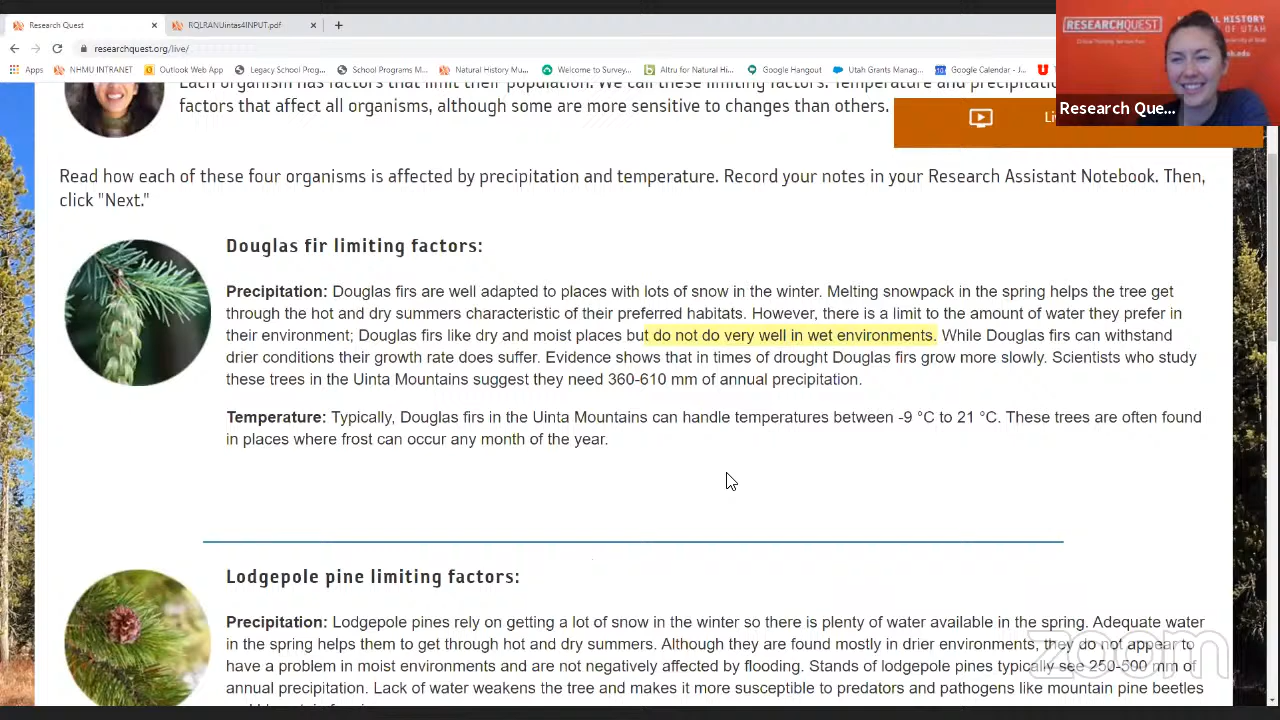 Research Quest
RQLRANUintas4INPUT.pdf
researchquest.org/live/
Apps NHMU INTRANET Outlook Web App Legacy School Prog... School Programs M... Natural History Mu... Welcome to Survey... Altru for Natural Hi... Google Hangout Utah Grants Manag... Google Calendar - J...
RESEARCHQUEST
HISTORY
OF UTAH
Research Que...
Each organism has factors that limit their population. We call these limiting factors. Temperature and precipitatio
factors that affect all organisms, although some are more sensitive to changes than others.
Read how each of these four organisms is affected by precipitation and temperature. Record your notes in your Research Assistant Notebook. Then,
click "Next."
Douglas fir limiting factors:
Precipitation: Douglas firs are well adapted to places with lots of snow in the winter. Melting snowpack in the spring helps the tree get
through the hot and dry summers characteristic of their preferred habitats. However, there is a limit to the amount of water they prefer in
their environment; Douglas firs like dry and moist places but do not do very well in wet environments. While Douglas firs can withstand
drier conditions their growth rate does suffer. Evidence shows that in times of drought Douglas firs grow more slowly. Scientists who study
these trees in the Uinta Mountains suggest they need 360-610 mm of annual precipitation.
Temperature: Typically, Douglas firs in the Uinta Mountains can handle temperatures between -9 °C to 21 °C. These trees are often found
in places where frost can occur any month of the year.
Lodgepole pine limiting factors:
Precipitation: Lodgepole pines rely on getting a lot of snow in the winter so there is plenty of water available in the spring. Adequate water
in the spring helps them to get through hot and dry summers. Although they are found mostly in drier environments, they do not appear to
have a problem in moist environments and are not negatively affected by flooding. Stands of lodgepole pines typically see 250-500 mm of
annual precipitation. Lack of water weakens the tree and makes it more susceptible to predators and pathogens like mountain pine beetles
zoom